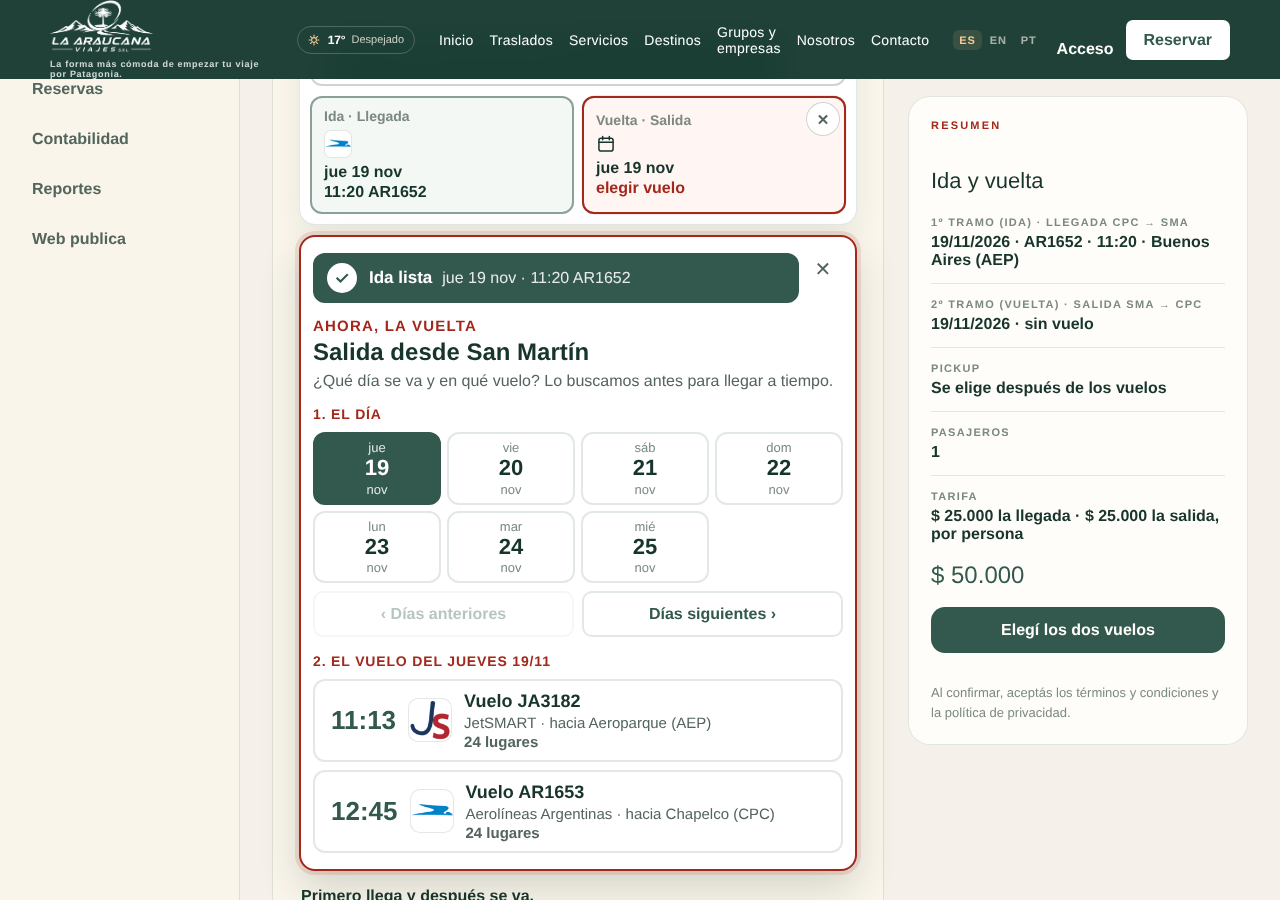 LA ARAUCANA
VIAJES SRL
La forma más cómoda de empezar tu viaje
por Patagonia.
17° Despejado
Inicio
Traslados
Servicios
Destinos
Grupos y
empresas
Nosotros
Contacto
ES EN PT
Acceso
Reservar
Reservas
Contabilidad
Reportes
Web publica
Ida · Llegada
jue 19 nov
11:20 AR1652
Vuelta · Salida
jue 19 nov
elegir vuelo
Ida lista jue 19 nov · 11:20 AR1652
AHORA, LA VUELTA
Salida desde San Martín
¿Qué día se va y en qué vuelo? Lo buscamos antes para llegar a tiempo.
1. EL DÍA
jue
19
nov
vie
20
nov
sáb
21
nov
dom
22
nov
lun
23
nov
mar
24
nov
mié
25
nov
‹ Días anteriores
Días siguientes ›
2. EL VUELO DEL JUEVES 19/11
11:13
JS
Vuelo JA3182
JetSMART · hacia Aeroparque (AEP)
24 lugares
12:45
Vuelo AR1653
Aerolíneas Argentinas · hacia Chapelco (CPC)
24 lugares
Primero llega y después se va.
RESUMEN
Ida y vuelta
1º TRAMO (IDA) · LLEGADA CPC → SMA
19/11/2026 · AR1652 · 11:20 · Buenos
Aires (AEP)
2º TRAMO (VUELTA) · SALIDA SMA → CPC
19/11/2026 · sin vuelo
PICKUP
Se elige después de los vuelos
PASAJEROS
1
TARIFA
$ 25.000 la llegada · $ 25.000 la salida,
por persona
$ 50.000
Elegí los dos vuelos
Al confirmar, aceptás los términos y condiciones y
la política de privacidad.